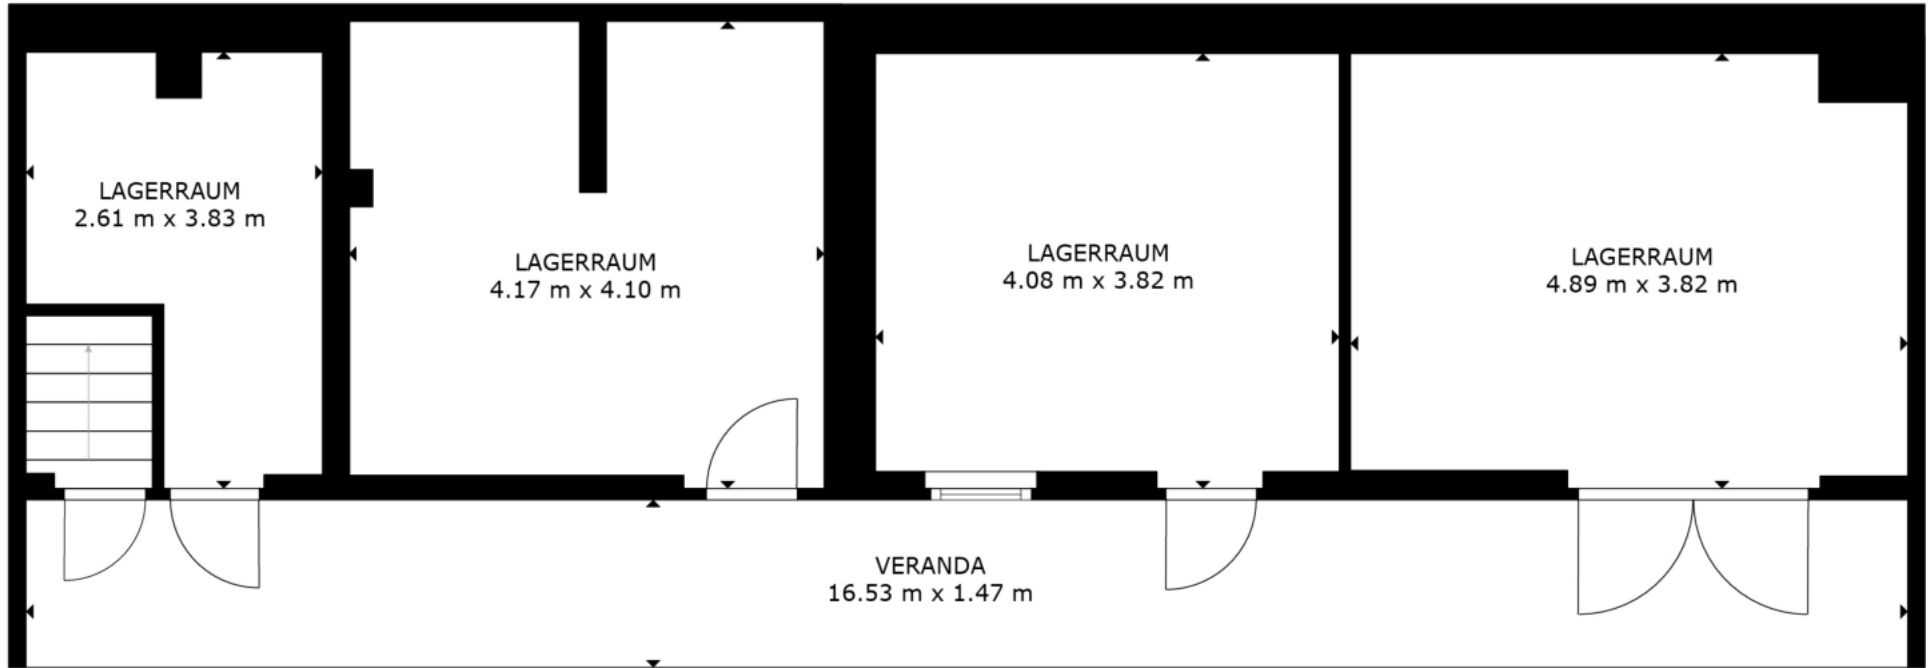 LAGERRAUM
2.61 m x 3.83 m
LAGERRAUM
4.17 m x 4.10 m
LAGERRAUM
4.08 m x 3.82 m
LAGERRAUM
4.89 m x 3.82 m
VERANDA
16.53 m x 1.47 m